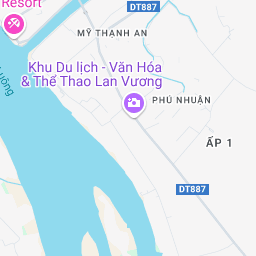 Resort
DT887
MỸ THẠNH AN
Khu Du lịch - Văn Hóa
& Thể Thao Lan Vương
PHÚ NHUẬN
ẤP 1
DT887